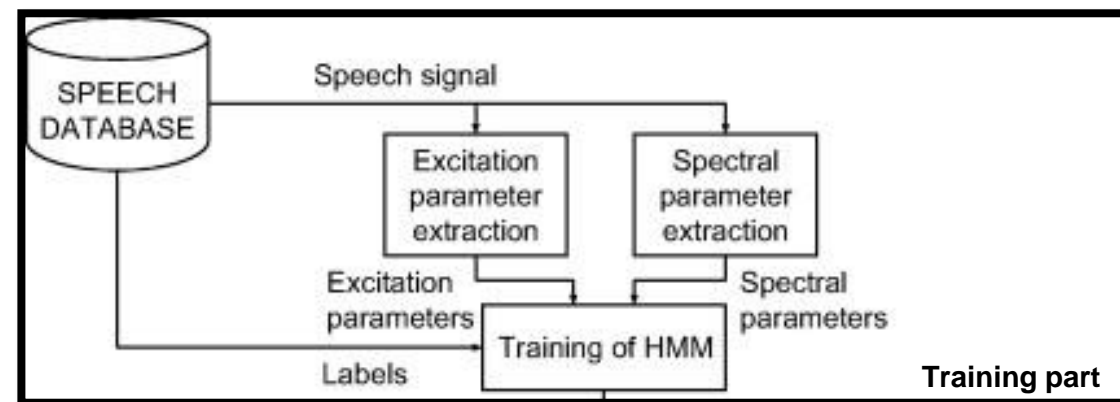 Speech signal
SPEECH
DATABASE
Excitation
parameter
extraction
Spectral
parameter
extraction
Excitation
parameters
Spectral
parameters
Training of HMM
Labels
Training part